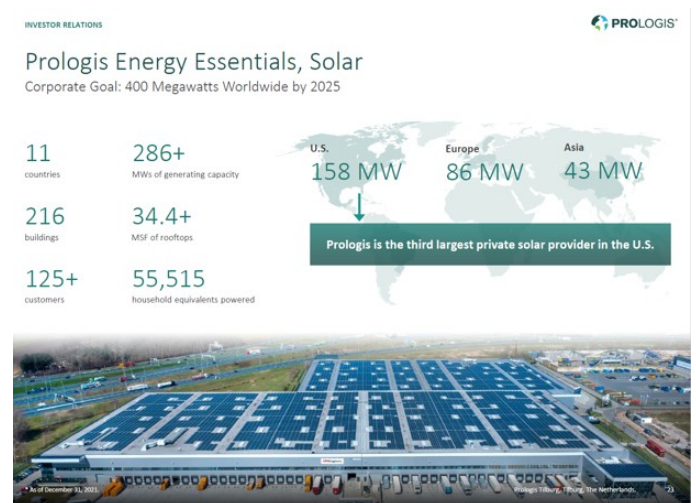 INVESTOR RELATIONS
PROLOGIS®
Prologis Energy Essentials, Solar
Corporate Goal: 400 Megawatts Worldwide by 2025
11
countries
286+
MWs of generating capacity
216
buildings
34.4+
MSF of rooftops
125+
customers
55,515
household equivalents powered
U.S.
158 MW
Europe
86 MW
Asia
43 MW
Prologis is the third largest private solar provider in the U.S.
* As of December 31, 2021.
Prologis Tilburg, Tilburg, The Netherlands.
23